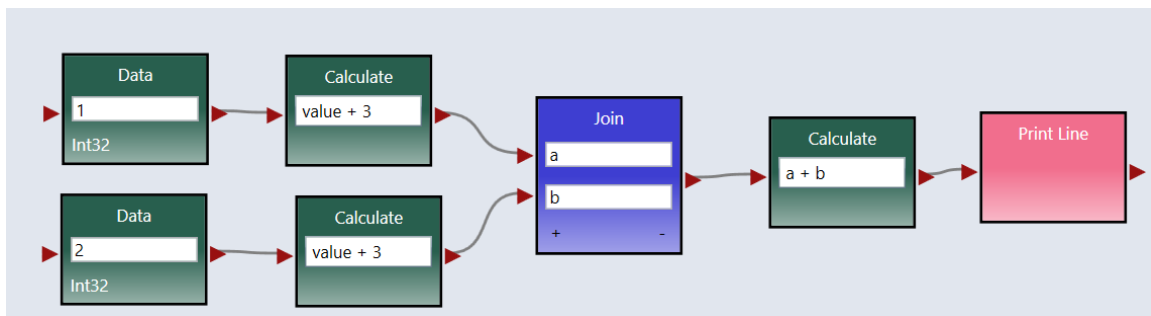 Data
1
Int32
Calculate
value + 3
Data
2
Int32
Calculate
value + 3
Join
a
b
+ -
Calculate
a + b
Print Line